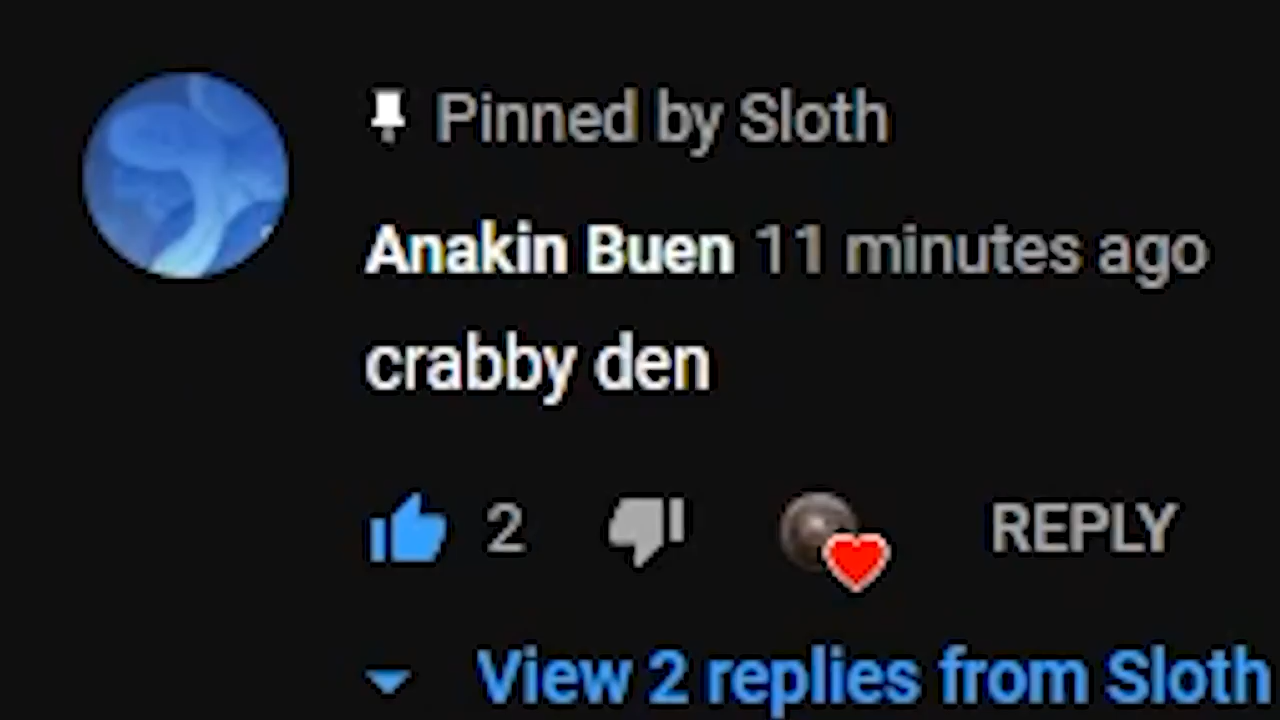 Pinned by Sloth
Anakin Buen 11 minutes ago
crabby den
2 REPLY
View 2 replies from Sloth